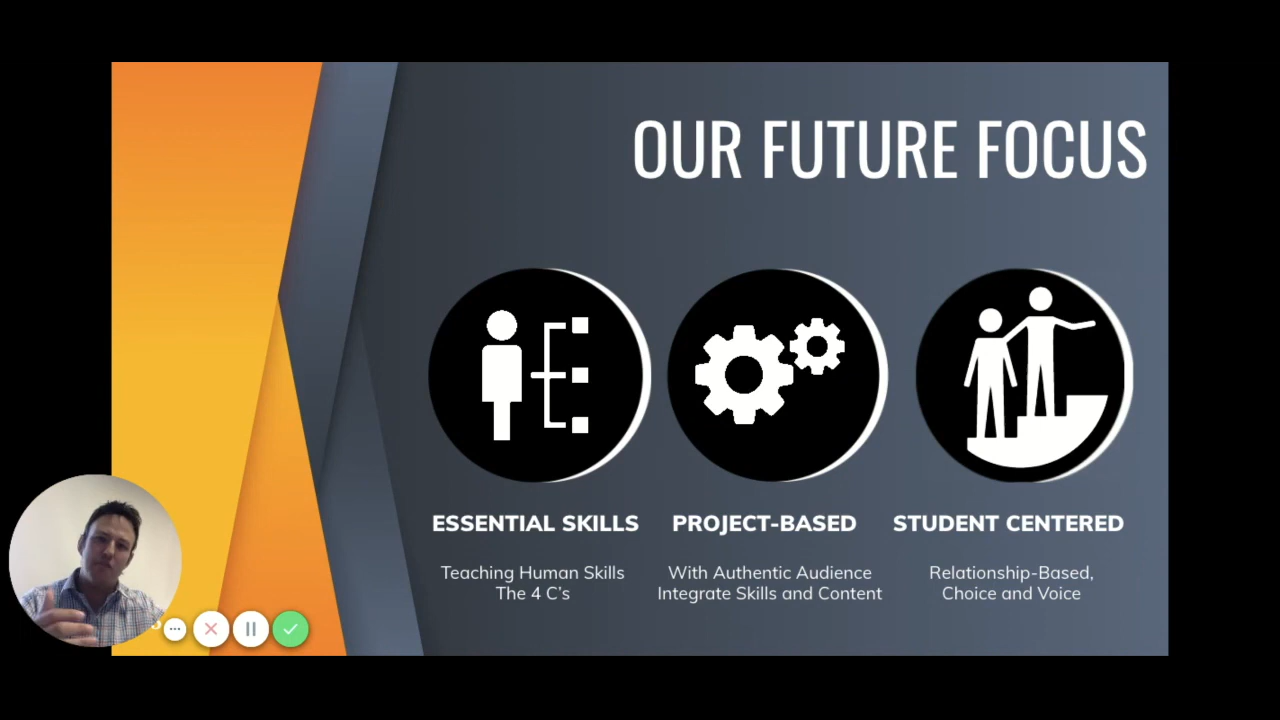 OUR FUTURE FOCUS
ESSENTIAL SKILLS
Teaching Human Skills
The 4 C's
PROJECT-BASED
With Authentic Audience
Integrate Skills and Content
STUDENT CENTERED
Relationship-Based,
Choice and Voice